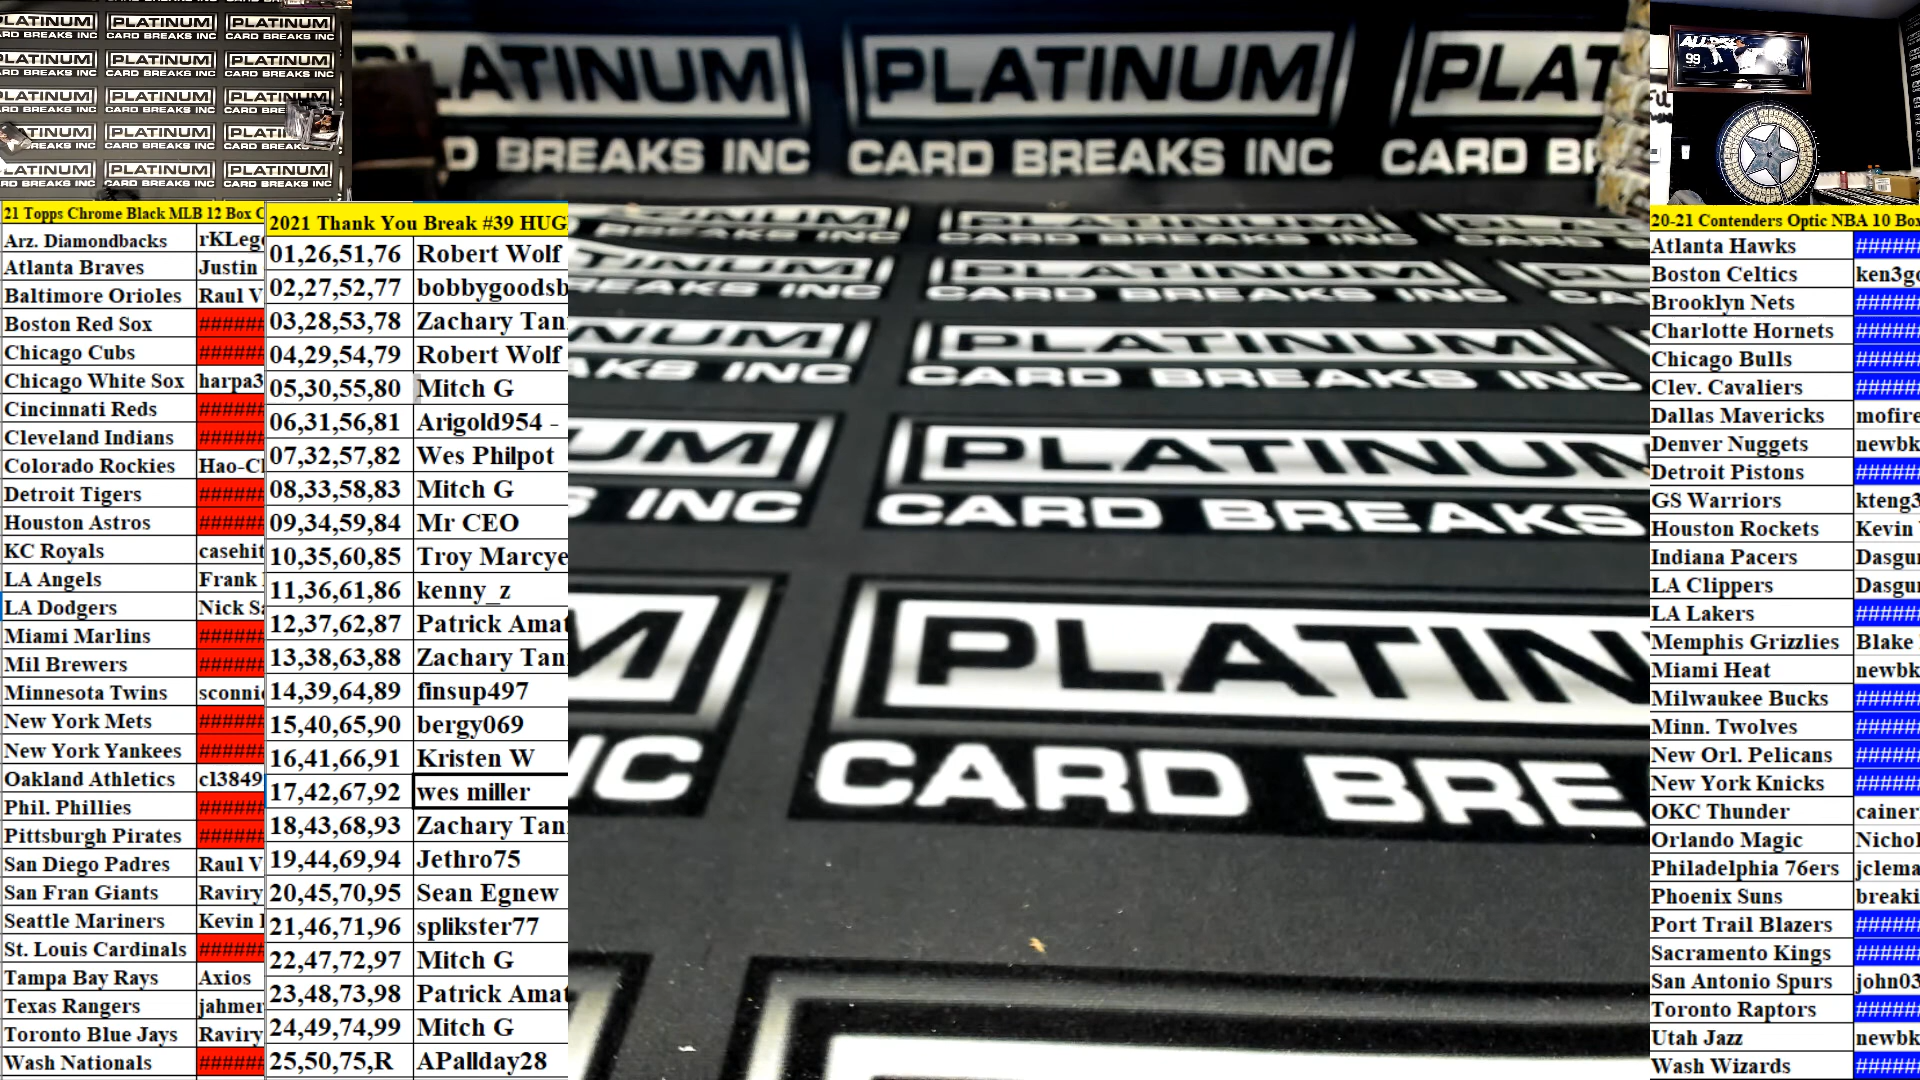 PLATINUM PLATINUM PLATINUM
CARD BREAKS INC CARD BREAKS INC CARD BREAKS INC
PLATINUM PLATINUM
BREAKS INC CARD BREAKS INC CARD
ALL RISE
99
21 Topps Chrome Black MLB 12 Box C
Arz. Diamondbacks rKLeg
Atlanta Braves Justin
Baltimore Orioles Raul V
Boston Red Sox ######
Chicago Cubs ######
Chicago White Sox harpa3
Cincinnati Reds ######
Cleveland Indians ######
Colorado Rockies Hao-Cl
Detroit Tigers ######
Houston Astros ######
KC Royals casehit
LA Angels Frank
LA Dodgers Nick Sa
Miami Marlins ######
Mil Brewers ######
Minnesota Twins sconni
New York Mets ######
New York Yankees ######
Oakland Athletics cl3849
Phil. Phillies ######
Pittsburgh Pirates ######
San Diego Padres Raul V
San Fran Giants Raviry
Seattle Mariners Kevin
St. Louis Cardinals ######
Tampa Bay Rays Axios
Texas Rangers jahmer
Toronto Blue Jays Raviry
Wash Nationals ######
2021 Thank You Break #39 HUG
01,26,51,76 Robert Wolf
02,27,52,77 bobbygoodsb
03,28,53,78 Zachary Tan
04,29,54,79 Robert Wolf
05,30,55,80 Mitch G
06,31,56,81 Arigold954 -
07,32,57,82 Wes Philpot
08,33,58,83 Mitch G
09,34,59,84 Mr CEO
10,35,60,85 Troy Marcye
11,36,61,86 kenny_z
12,37,62,87 Patrick Amat
13,38,63,88 Zachary Tan
14,39,64,89 finsup497
15,40,65,90 bergy069
16,41,66,91 Kristen W
17,42,67,92 wes miller
18,43,68,93 Zachary Tan
19,44,69,94 Jethro75
20,45,70,95 Sean Egnew
21,46,71,96 splikster77
22,47,72,97 Mitch G
23,48,73,98 Patrick Amat
24,49,74,99 Mitch G
25,50,75,R APallday28
PLATINUM
CARD BREAKS INC
PLATINUM
CARD BREAKS INC
PLATINUM
CARD BREAKS INC
PLATINUM
CARD BREAKS
PLATIN
CARD BRE
20-21 Contenders Optic NBA 10 Box
Atlanta Hawks ######
Boston Celtics ken3g
Brooklyn Nets ######
Charlotte Hornets ######
Chicago Bulls ######
Clev. Cavaliers ######
Dallas Mavericks mofire
Denver Nuggets newbk
Detroit Pistons ######
GS Warriors kteng3
Houston Rockets Kevin
Indiana Pacers Dasgu
LA Clippers Dasgu
LA Lakers ######
Memphis Grizzlies Blake
Miami Heat newbk
Milwaukee Bucks ######
Minn. Twolves ######
New Orl. Pelicans ######
New York Knicks ######
OKC Thunder cainer
Orlando Magic Nichol
Philadelphia 76ers jclema
Phoenix Suns breaki
Port Trail Blazers ######
Sacramento Kings ######
San Antonio Spurs john03
Toronto Raptors ######
Utah Jazz newbk
Wash Wizards ######